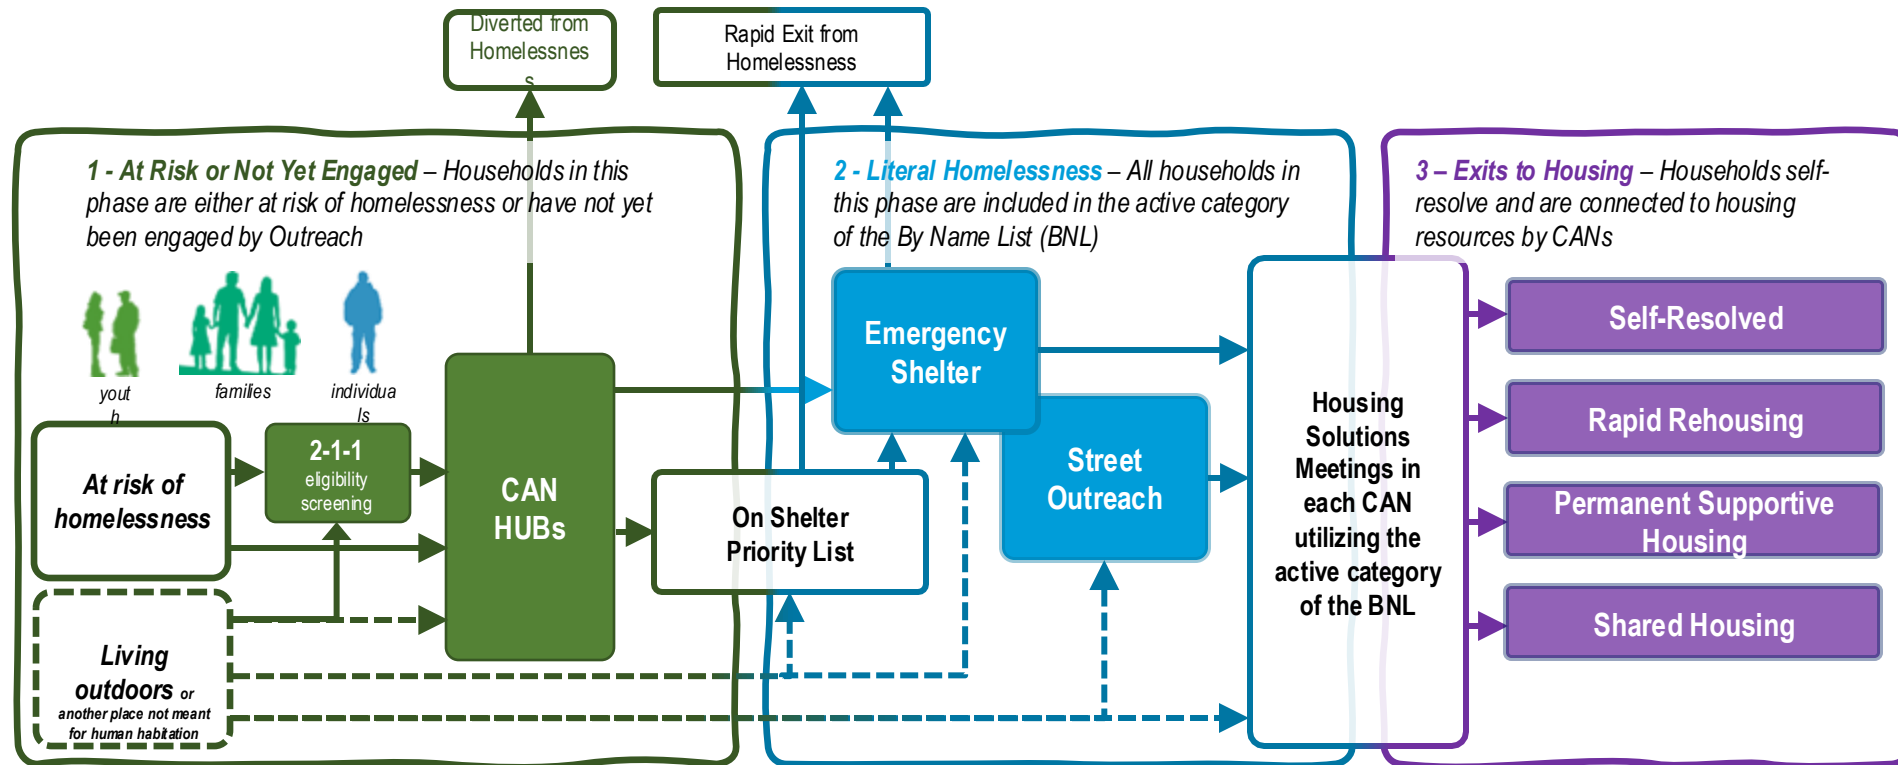 Diverted from
Homelessnes
s
Rapid Exit from
Homelessness
1 - At Risk or Not Yet Engaged – Households in this
phase are either at risk of homelessness or have not yet
been engaged by Outreach
yout
h
families
individua
ls
At risk of
homelessness
2-1-1
eligibility
screening
Living
outdoors or
another place not meant
for human habitation
CAN
HUBs
On Shelter
Priority List
2 - Literal Homelessness – All households in
this phase are included in the active category
of the By Name List (BNL)
Emergency
Shelter
Street
Outreach
Housing
Solutions
Meetings in
each CAN
utilizing the
active category
of the BNL
3 – Exits to Housing – Households self-
resolve and are connected to housing
resources by CANs
Self-Resolved
Rapid Rehousing
Permanent Supportive
Housing
Shared Housing